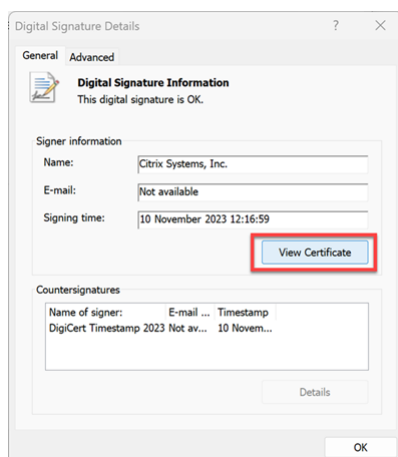 Digital Signature Details ?
General Advanced
Digital Signature Information
This digital signature is OK.
Signer information
Name: Citrix Systems, Inc.
E-mail: Not available
Signing time: 10 November 2023 12:16:59
View Certificate
Countersignatures
Name of signer: E-mail ... Timestamp
DigiCert Timestamp 2023 Not av... 10 Novem...
Details
OK